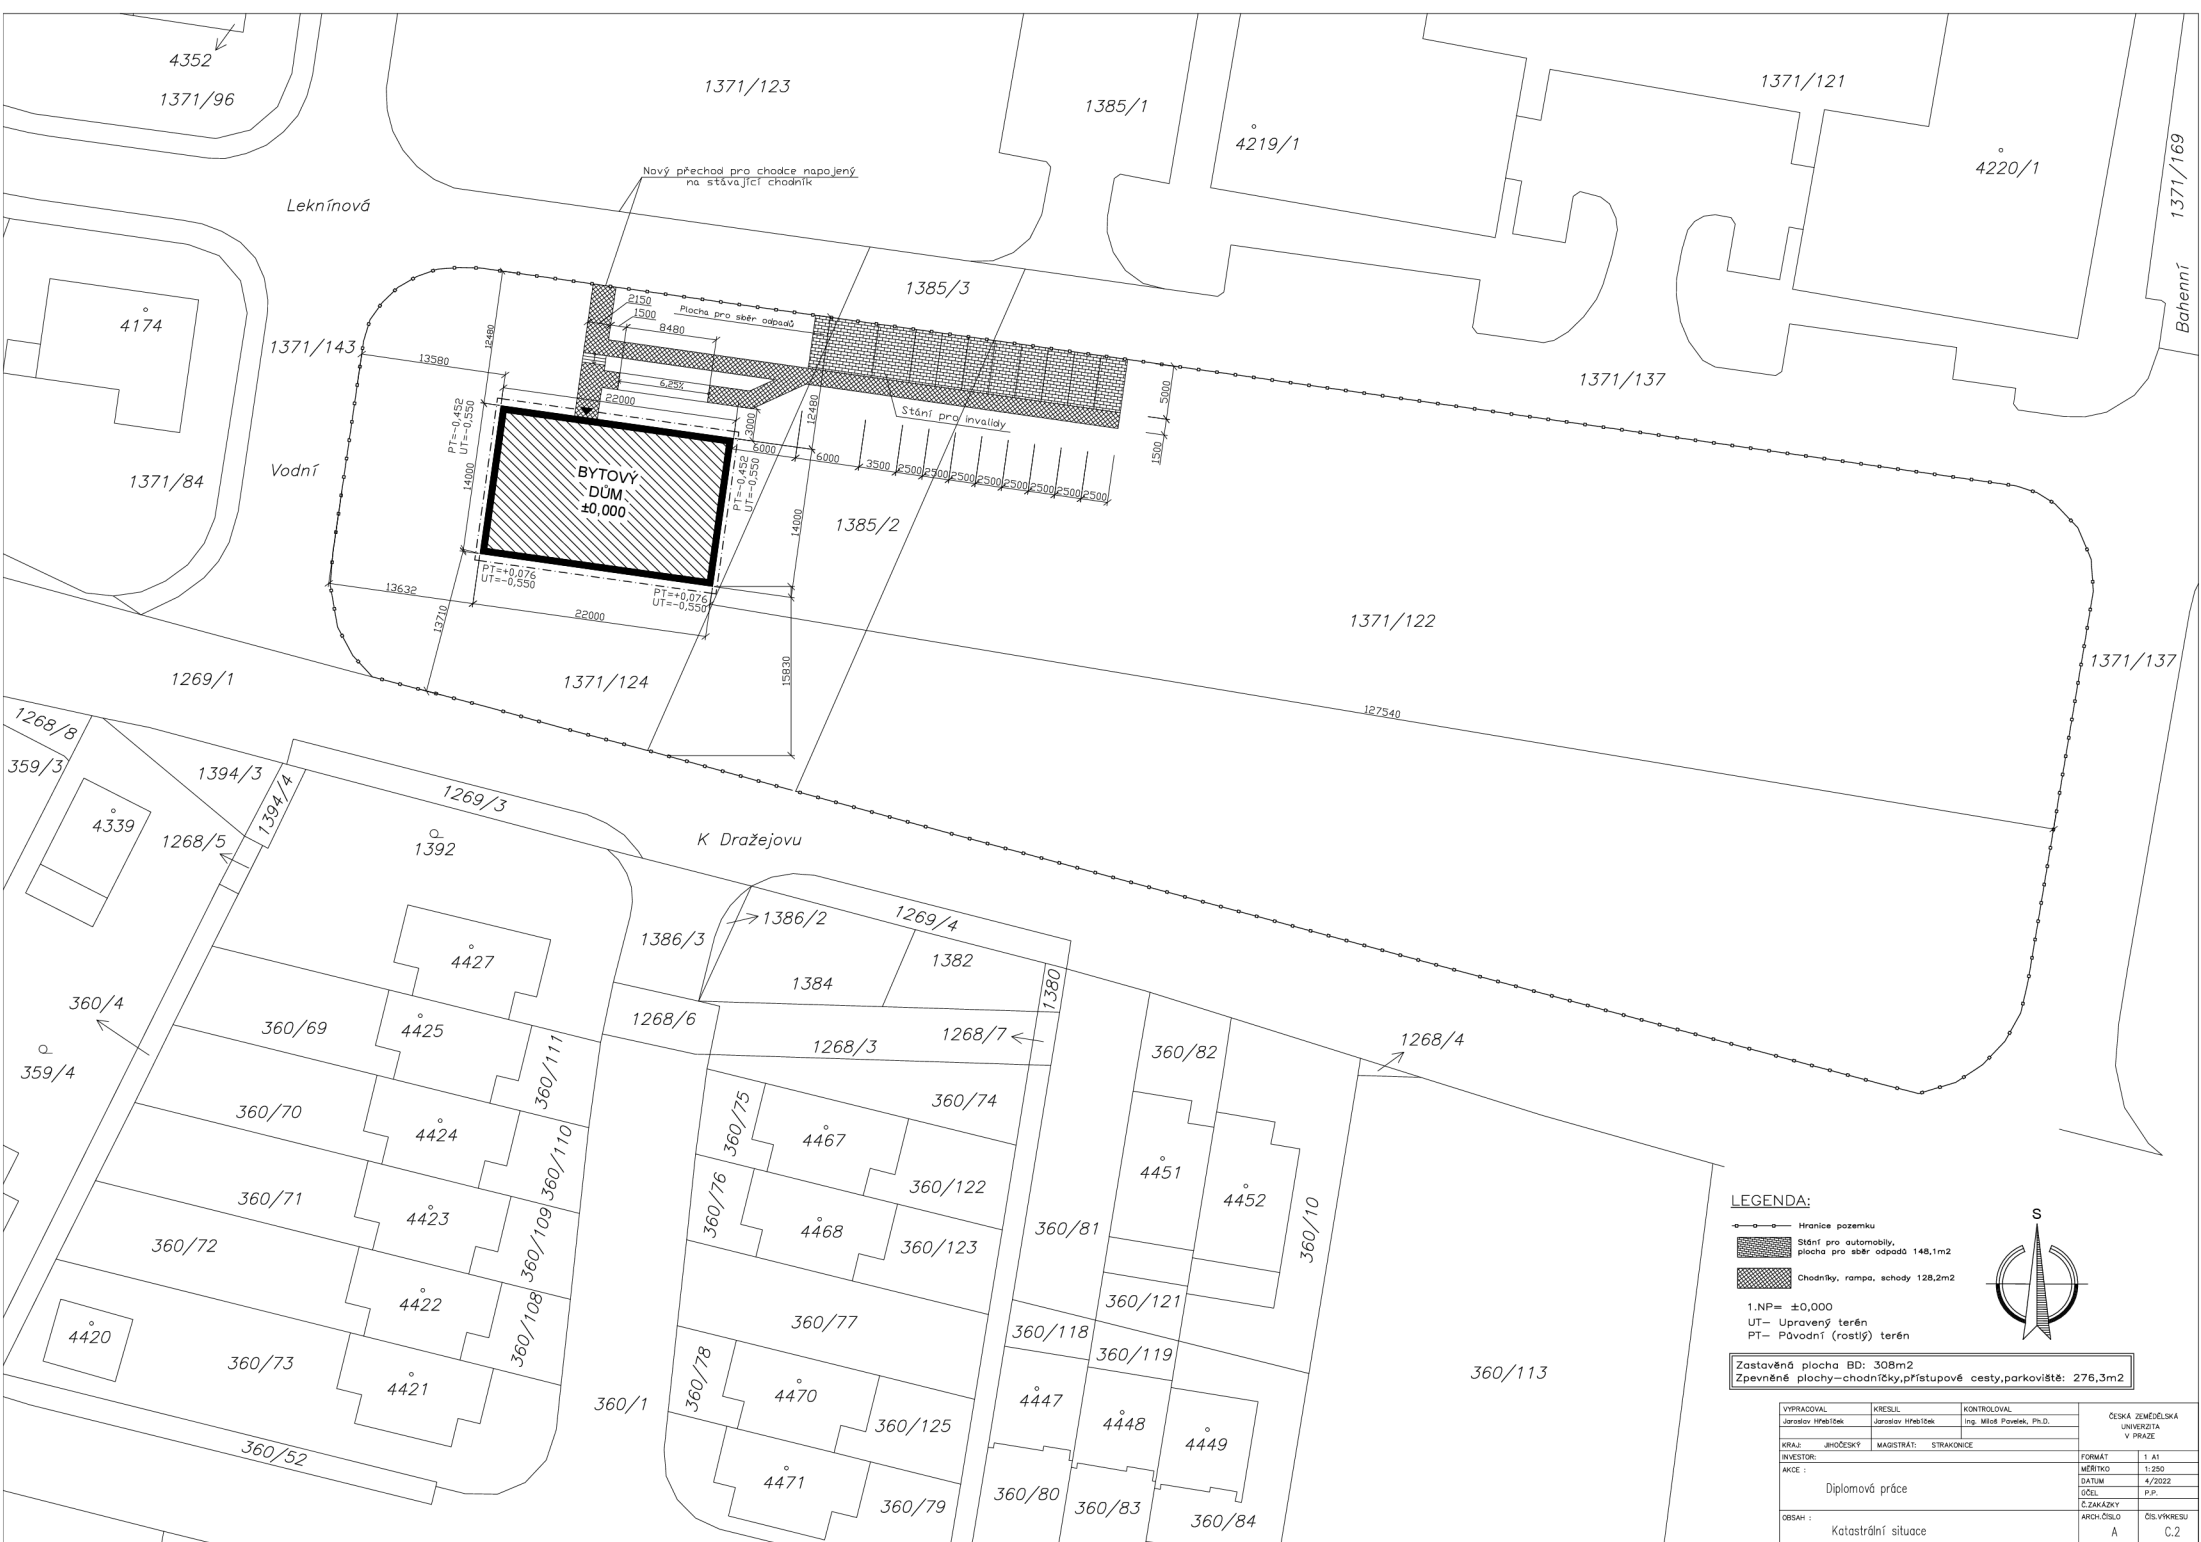 4352
1371/96
1371/123
1385/1
4219/1
1371/121
4220/1
1371/169
Bahenní
Leknínová
Nový přechod pro chodce napojený
na stávající chodník
4174
1371/143
1371/84
Vodní
1385/3
1371/137
12480
13580
2150
1500
8480
Plocha pro sběr odpadů
6,25%
22000
3000
12480
6000
6000
3500
2500
2500
2500
2500
2500
2500
2500
2500
5000
1500
Stání pro invalidy
PT=-0,452
UT=-0,550
14000
BYTOVÝ
DŮM
±0,000
PT=-0,452
UT=-0,550
14000
1385/2
PT=+0,076
UT=-0,550
PT=+0,076
UT=-0,550
13632
22000
13710
15830
1371/122
1371/137
1371/124
127540
1269/1
1268/8
359/3
1394/3
1394/4
1269/3
4339
1268/5
1392
K Dražejovu
1386/2
1269/4
1386/3
1382
1384
1380
4427
360/4
360/69
4425
360/111
1268/6
1268/3
1268/7
360/82
1268/4
359/4
360/70
4424
360/110
360/75
4467
360/74
360/71
4423
360/109
360/76
4468
360/122
4451
4452
360/72
4422
360/108
360/123
360/81
360/10
4420
360/73
4421
360/77
360/121
360/118
360/119
360/78
4470
360/125
4447
4448
4449
360/113
360/1
360/52
4471
360/79
360/80
360/83
360/84
LEGENDA:
Hranice pozemku
Stání pro automobily,
plocha pro sběr odpadů 148,1m2
Chodníky, rampa, schody 128,2m2
S
1.NP= ±0,000
UT- Upravený terén
PT- Původní (rostlý) terén
Zastavěná plocha BD: 308m2
Zpevněné plochy-chodníčky,přístupové cesty,parkoviště: 276,3m2
VYPRACOVAL
KRESLIL
KONTROLOVAL
Jaroslav Hřebíček
Jaroslav Hřebíček
Ing. Miloš Pavelek, Ph.D.
ČESKÁ ZEMĚDĚLSKÁ
UNIVERZITA
V PRAZE
KRAJ: JIHOČESKÝ
MAGISTRÁT: STRAKONICE
INVESTOR:
FORMÁT 1 A1
AKCE :
MĚŘÍTKO 1:250
Diplomová práce
DATUM 4/2022
ÚČEL P.P.
Č.ZAKÁZKY
OBSAH :
ARCH.ČÍSLO
ČÍS.VÝKRESU
Katastrální situace
A
C.2